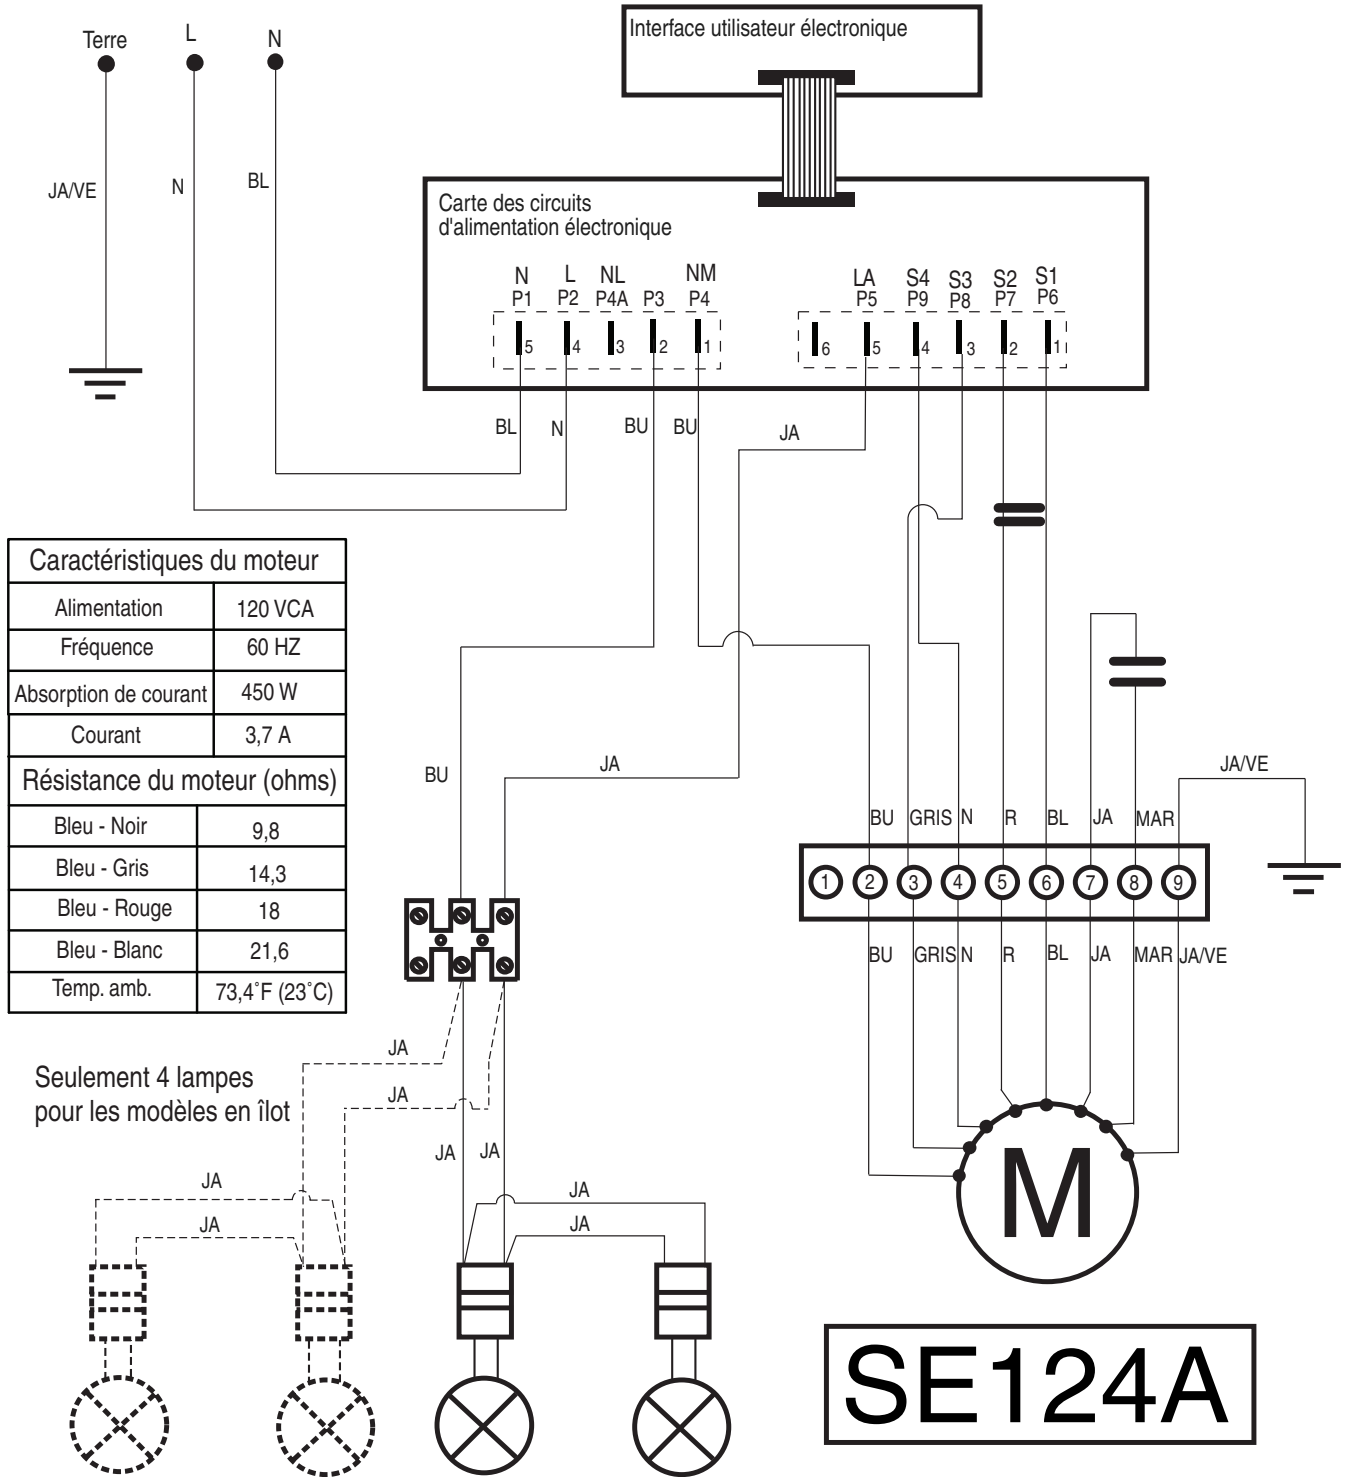 Interface utilisateur électronique
Terre L N
JA/VE N BL
Carte des circuits
d'alimentation électronique
N L NL NM LA S4 S3 S2 S1
P1 P2 P4A P3 P4 P5 P9 P8 P7 P6
5 4 3 2 1 6 5 4 3 2 1
BL N BU BU JA
Caractéristiques du moteur
Alimentation 120 VCA
Fréquence 60 HZ
Absorption de courant 450 W
Courant 3,7 A
Résistance du moteur (ohms)
Bleu - Noir 9,8
Bleu - Gris 14,3
Bleu - Rouge 18
Bleu - Blanc 21,6
Temp. amb. 73,4˚F (23˚C)
BU JA JA/VE
BU GRIS N R BL JA MAR
1 2 3 4 5 6 7 8 9
BU GRIS N R BL JA MAR JA/VE
JA
Seulement 4 lampes
pour les modèles en îlot
JA
JA JA
JA JA
JA JA
M
SE124A